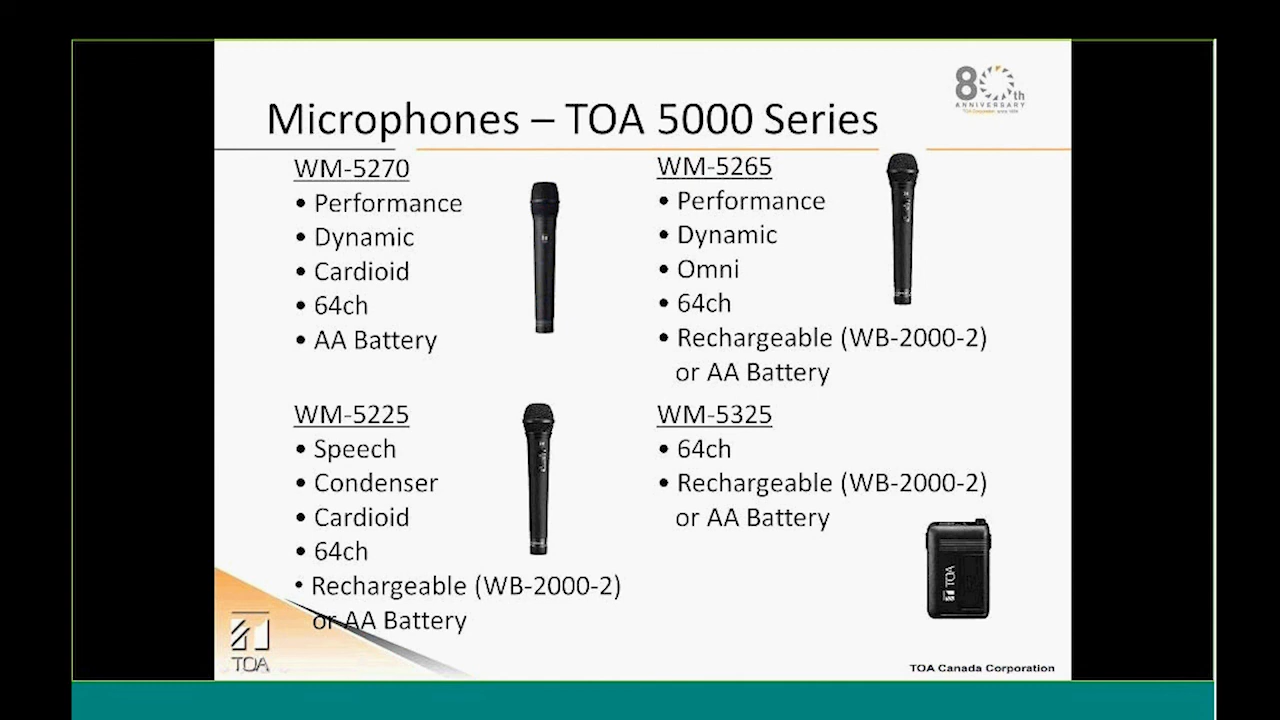 80th
ANNIVERSARY
Microphones – TOA 5000 Series
WM-5270
• Performance
• Dynamic
• Cardioid
• 64ch
• AA Battery
WM-5265
• Performance
• Dynamic
• Omni
• 64ch
• Rechargeable (WB-2000-2)
or AA Battery
WM-5225
• Speech
• Condenser
• Cardioid
• 64ch
• Rechargeable (WB-2000-2)
or AA Battery
WM-5325
• 64ch
• Rechargeable (WB-2000-2)
or AA Battery
TOA
TOA
TOA Canada Corporation